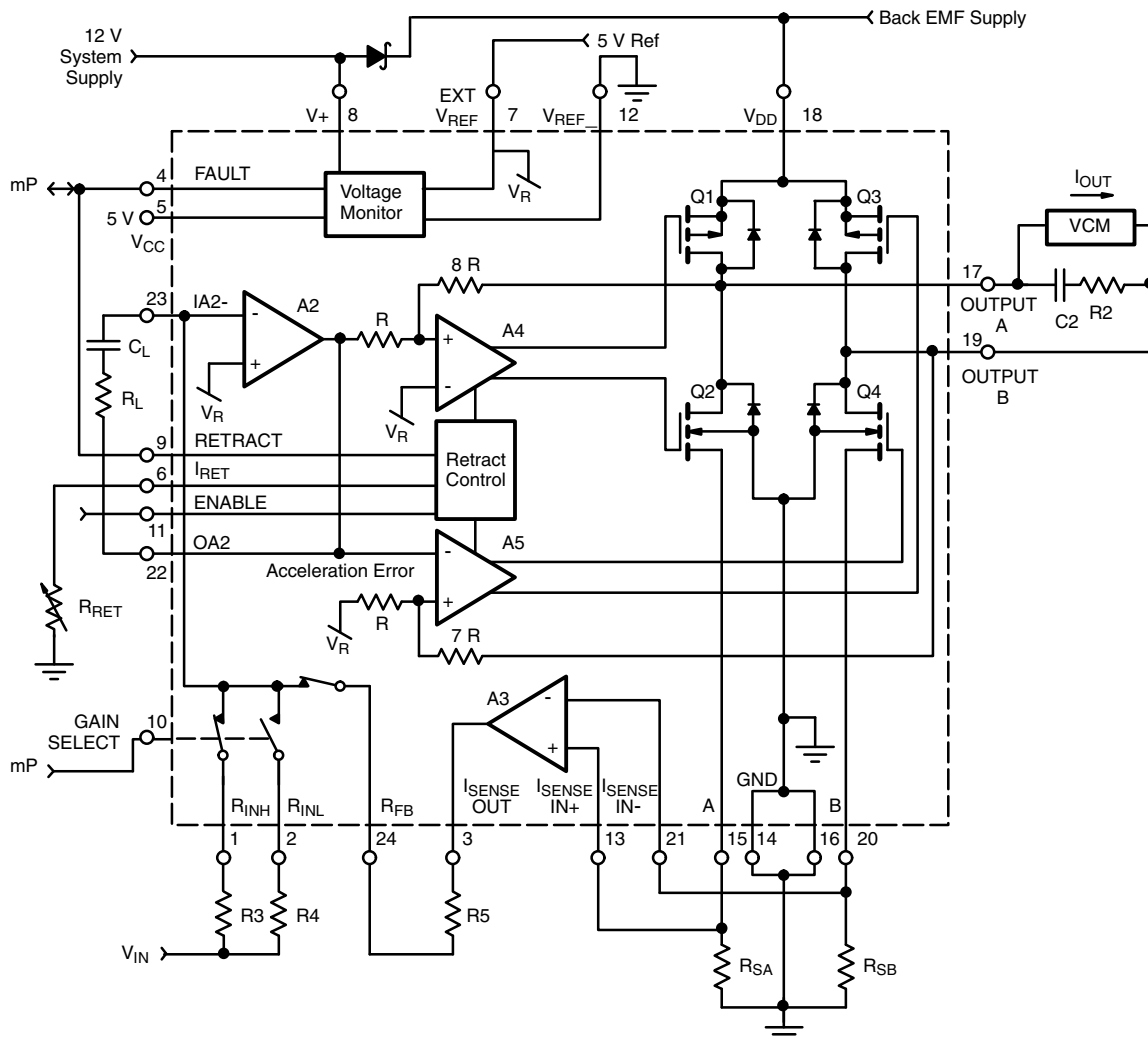 Back EMF Supply
12 V
System
Supply
5 V Ref
EXT
V+ 8
VREF 7
VREF_ 12
VDD 18
mP
4 FAULT
5
5 V
VCC
Voltage
Monitor
VR
Q1
Q3
IOUT
VCM
8 R
17
OUTPUT
A
C2
R2
23 IA2-
A2
R
A4
19
OUTPUT
B
CL
RL
VR
VR
Q2
Q4
9 RETRACT
6 IRET
ENABLE
11
OA2
22
Retract
Control
Acceleration Error
A5
RRET
VR
R
7 R
A3
GAIN
SELECT
10
mP
RINH
RINL
RFB
ISENSE
OUT
ISENSE
IN+
ISENSE
IN-
A
GND
B
1
2
24
3
13
21
15
14
16
20
R3
R4
R5
VIN
RSA
RSB
- + + - - + - +